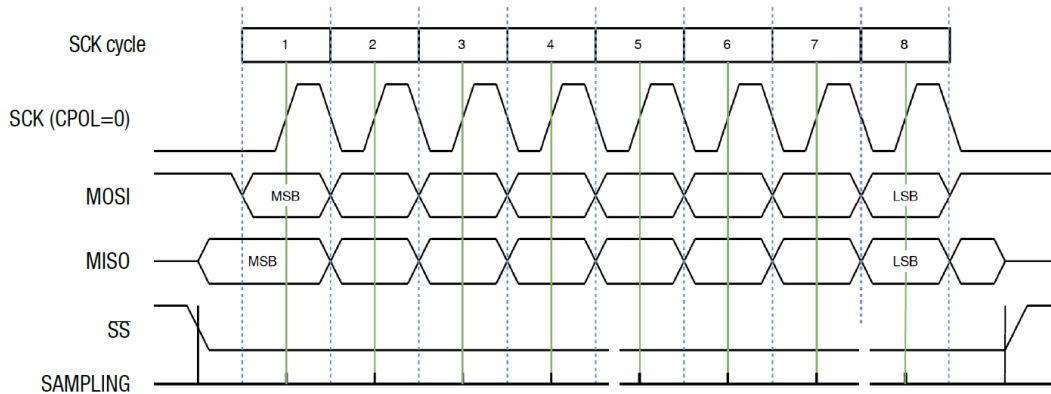 SCK cycle 1 2 3 4 5 6 7 8
SCK (CPOL=0)
MOSI MSB LSB
MISO MSB LSB
SS
SAMPLING